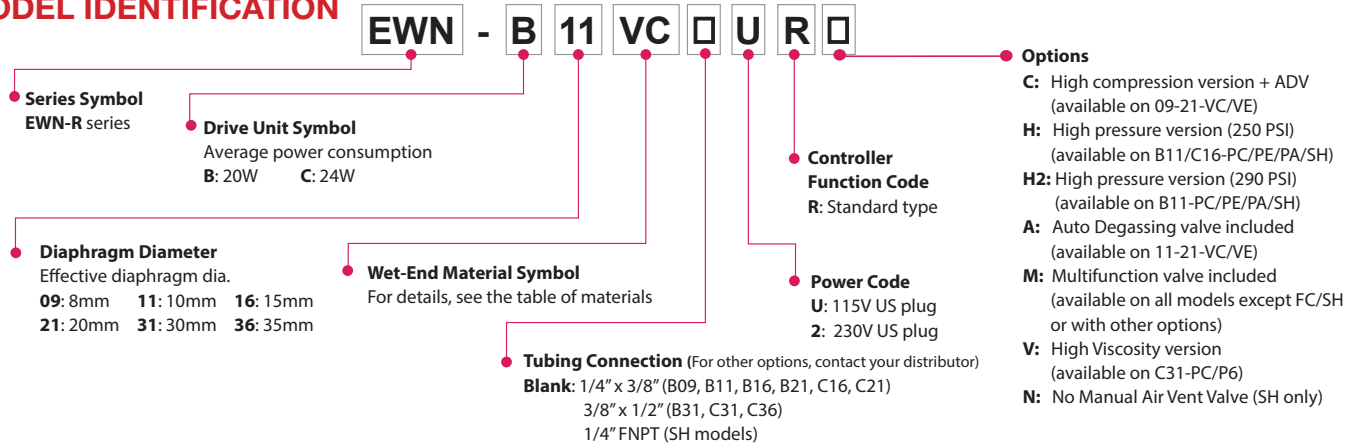 MODEL IDENTIFICATION
EWN - B 11 VC □ U R □
Series Symbol
EWN-R series
Drive Unit Symbol
Average power consumption
B: 20W C: 24W
Diaphragm Diameter
Effective diaphragm dia.
09: 8mm 11: 10mm 16: 15mm
21: 20mm 31: 30mm 36: 35mm
Wet-End Material Symbol
For details, see the table of materials
Tubing Connection (For other options, contact your distributor)
Blank: 1/4” x 3/8” (B09, B11, B16, B21, C16, C21)
3/8” x 1/2” (B31, C31, C36)
1/4” FNPT (SH models)
Power Code
U: 115V US plug
2: 230V US plug
Controller
Function Code
R: Standard type
Options
C: High compression version + ADV
(available on 09-21-VC/VE)
H: High pressure version (250 PSI)
(available on B11/C16-PC/PE/PA/SH)
H2: High pressure version (290 PSI)
(available on B11-PC/PE/PA/SH)
A: Auto Degassing valve included
(available on 11-21-VC/VE)
M: Multifunction valve included
(available on all models except FC/SH
or with other options)
V: High Viscosity version
(available on C31-PC/P6)
N: No Manual Air Vent Valve (SH only)